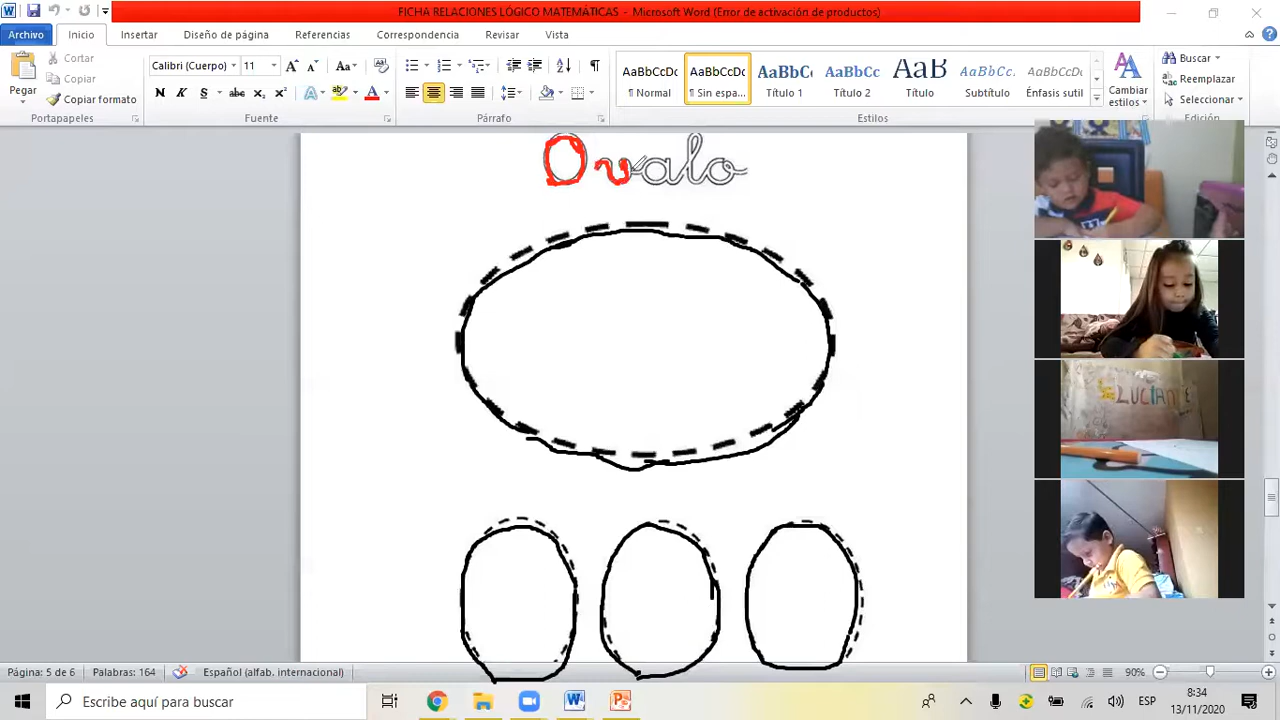 FICHA RELACIONES LÓGICO MATEMÁTICAS - Microsoft Word (Error de activación de productos)
Archivo Inicio Insertar Diseño de página Referencias Correspondencia Revisar Vista
Cortar
Copiar
Copiar formato
Pegar
Calibri (Cuerpo) 11
AaBbCcDc AaBbCcDc AaBbCc AaBbCc AaB AaBbCcDc AaBbCcDc
¶ Normal ¶ Sin espa... Título 1 Título 2 Título Subtítulo Énfasis sutil
Cambiar estilos
Buscar
Reemplazar
Seleccionar
Portapapeles Fuente Párrafo Estilos Edición
Ovalo
LUCIANA
Página: 5 de 6 Palabras: 164 Español (alfab. internacional) 90%
Escribe aquí para buscar
ESP
8:34
13/11/2020